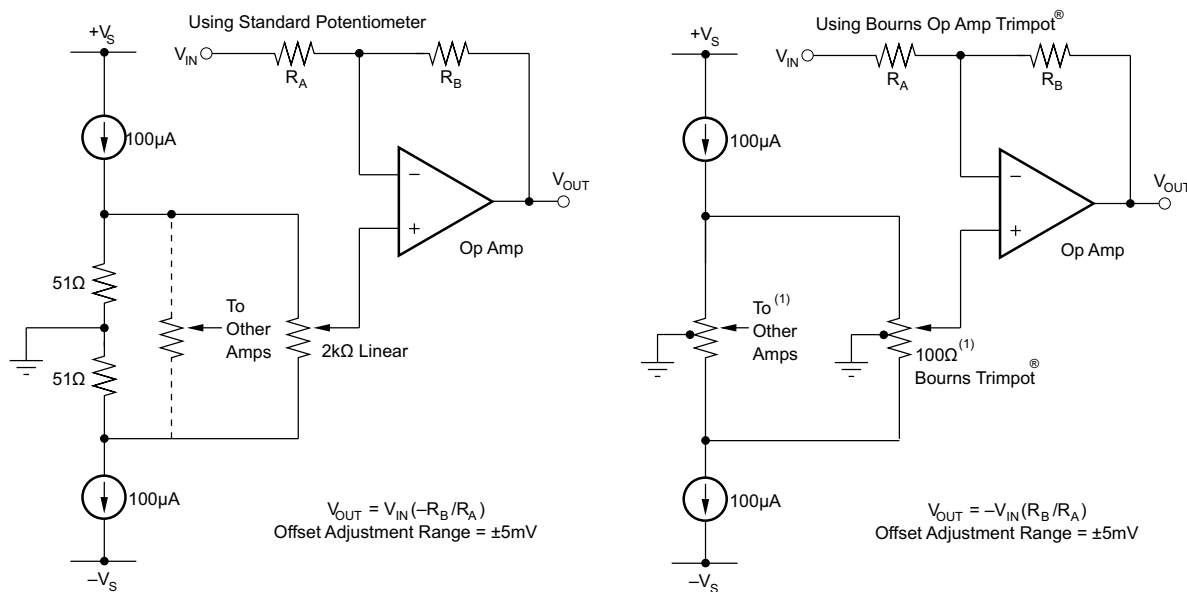 Using Standard Potentiometer
+VS
VIN
RA
RB
100µA
−
+
VOUT
Op Amp
51Ω
51Ω
To
Other
Amps
2kΩ Linear
100µA
VOUT = VIN (–RB/RA)
Offset Adjustment Range = ±5mV
–VS
Using Bourns Op Amp Trimpot®
+VS
VIN
RA
RB
100µA
−
+
VOUT
Op Amp
To (1)
Other
Amps
100Ω(1)
Bourns Trimpot®
100µA
VOUT = –VIN (RB/RA)
Offset Adjustment Range = ±5mV
–VS